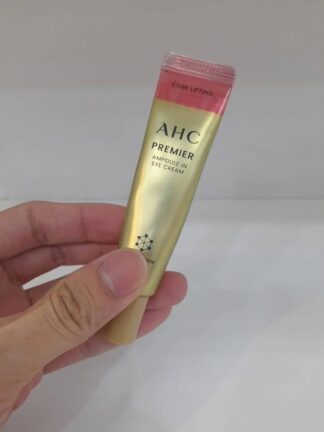 CORE LIFTING
AHC
PREMIER
AMPOULE IN
EYE CREAM